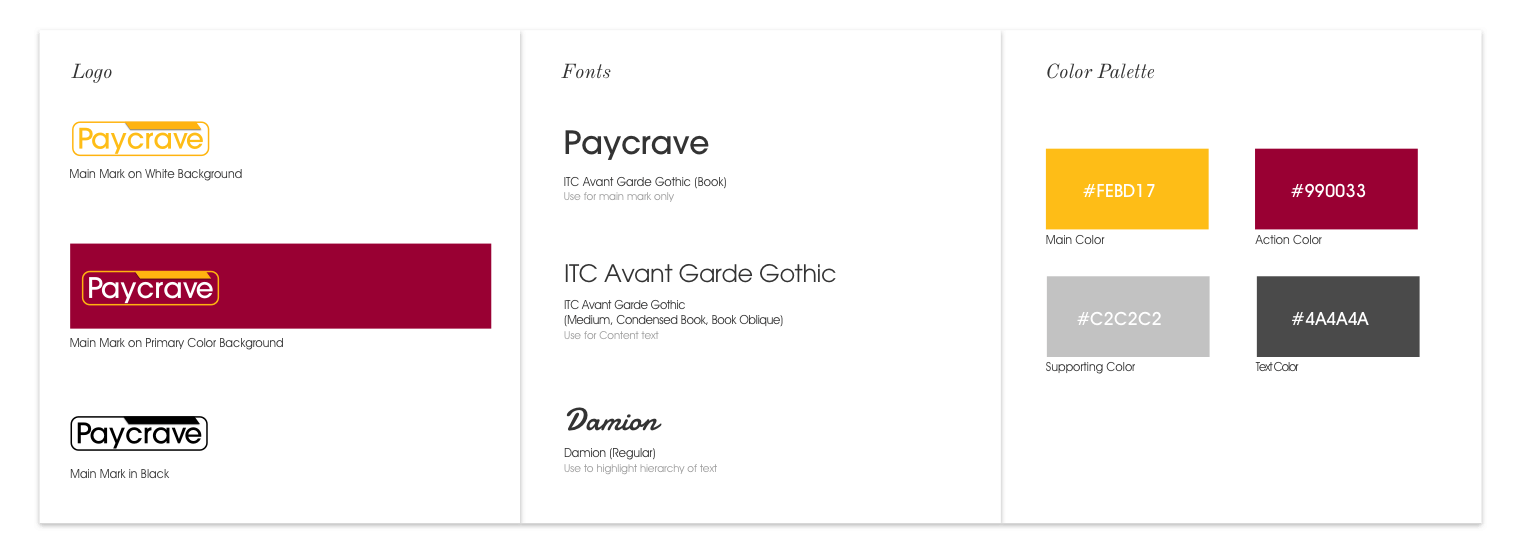 Logo
Paycrave
Main Mark on White Background
Paycrave
Main Mark on Primary Color Background
Paycrave
Main Mark in Black
Fonts
Paycrave
ITC Avant Garde Gothic (Book)
Use for main mark only
ITC Avant Garde Gothic
ITC Avant Garde Gothic
(Medium, Condensed Book, Book Oblique)
Use for Content text
Damion
Damion (Regular)
Use to highlight hierarchy of text
Color Palette
#FEBD17
Main Color
#990033
Action Color
#C2C2C2
Supporting Color
#4A4A4A
Text Color